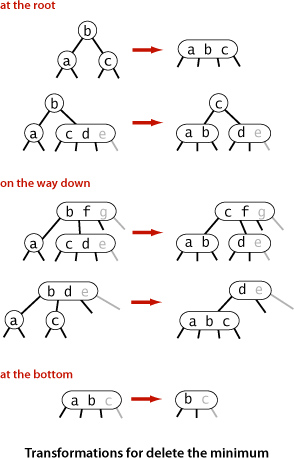 at the root
b
a c
a b c
b
a c d e
c
a b d e
on the way down
b f g
a c d e
c f g
a b d e
b d e
a c
d e
a b c
at the bottom
a b c
b c
Transformations for delete the minimum